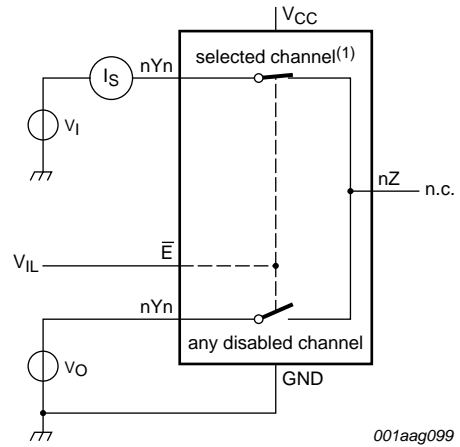 VCC
selected channel(1)
IS
nYn
VI
nZ
n.c.
VIL
E̅
nYn
any disabled channel
VO
GND
001aag099